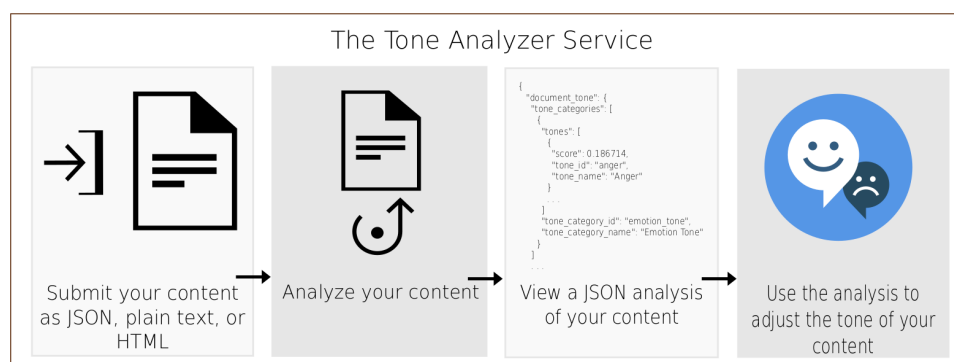 The Tone Analyzer Service
Submit your content
as JSON, plain text, or
HTML
Analyze your content
{
"document_tone": {
"tone_categories": [
{
"tones": [
{
"score": 0.186714,
"tone_id": "anger",
"tone_name": "Anger"
}
. . .
]
"tone_category_id": "emotion_tone",
"tone_category_name": "Emotion Tone"
}
]
. . .
View a JSON analysis
of your content
Use the analysis to
adjust the tone of your
content